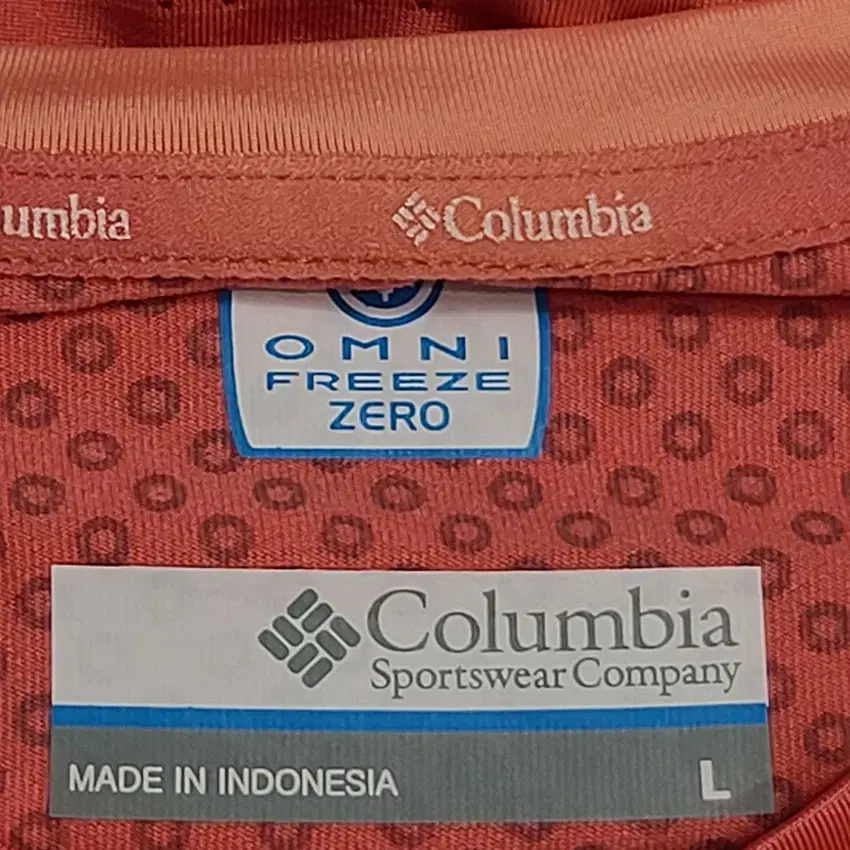 umbia
Columbia
OMNI
FREEZE
ZERO
Columbia
Sportswear Company
MADE IN INDONESIA
L